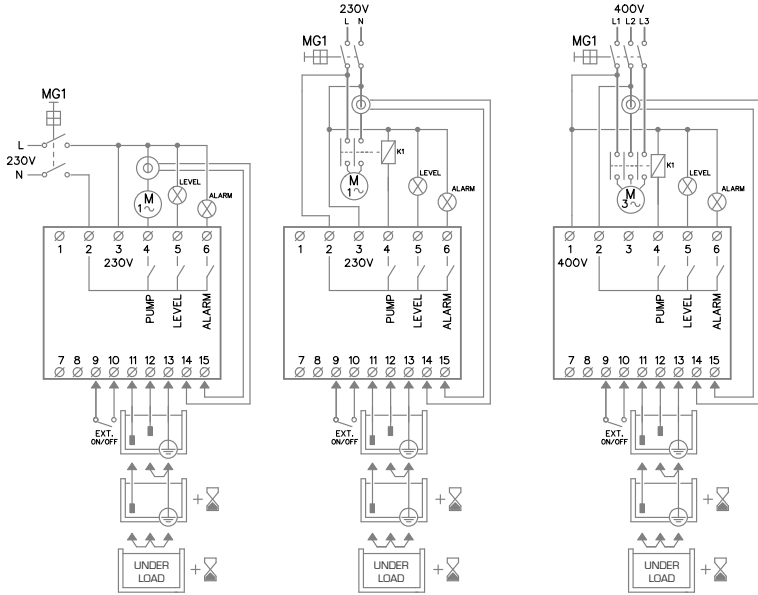 230V
L N
MG1
400V
L1 L2 L3
MG1
MG1
L
230V
N
M
1~
LEVEL
ALARM
K1
M
1~
LEVEL
ALARM
K1
M
3~
LEVEL
ALARM
1 2 3 4 5 6
230V
PUMP
LEVEL
ALARM
7 8 9 10 11 12 13 14 15
1 2 3 4 5 6
230V
PUMP
LEVEL
ALARM
7 8 9 10 11 12 13 14 15
1 2 3 4 5 6
400V
PUMP
LEVEL
ALARM
7 8 9 10 11 12 13 14 15
EXT.
ON/OFF
EXT.
ON/OFF
EXT.
ON/OFF
+
+
+
UNDER
LOAD
+
UNDER
LOAD
+
UNDER
LOAD
+